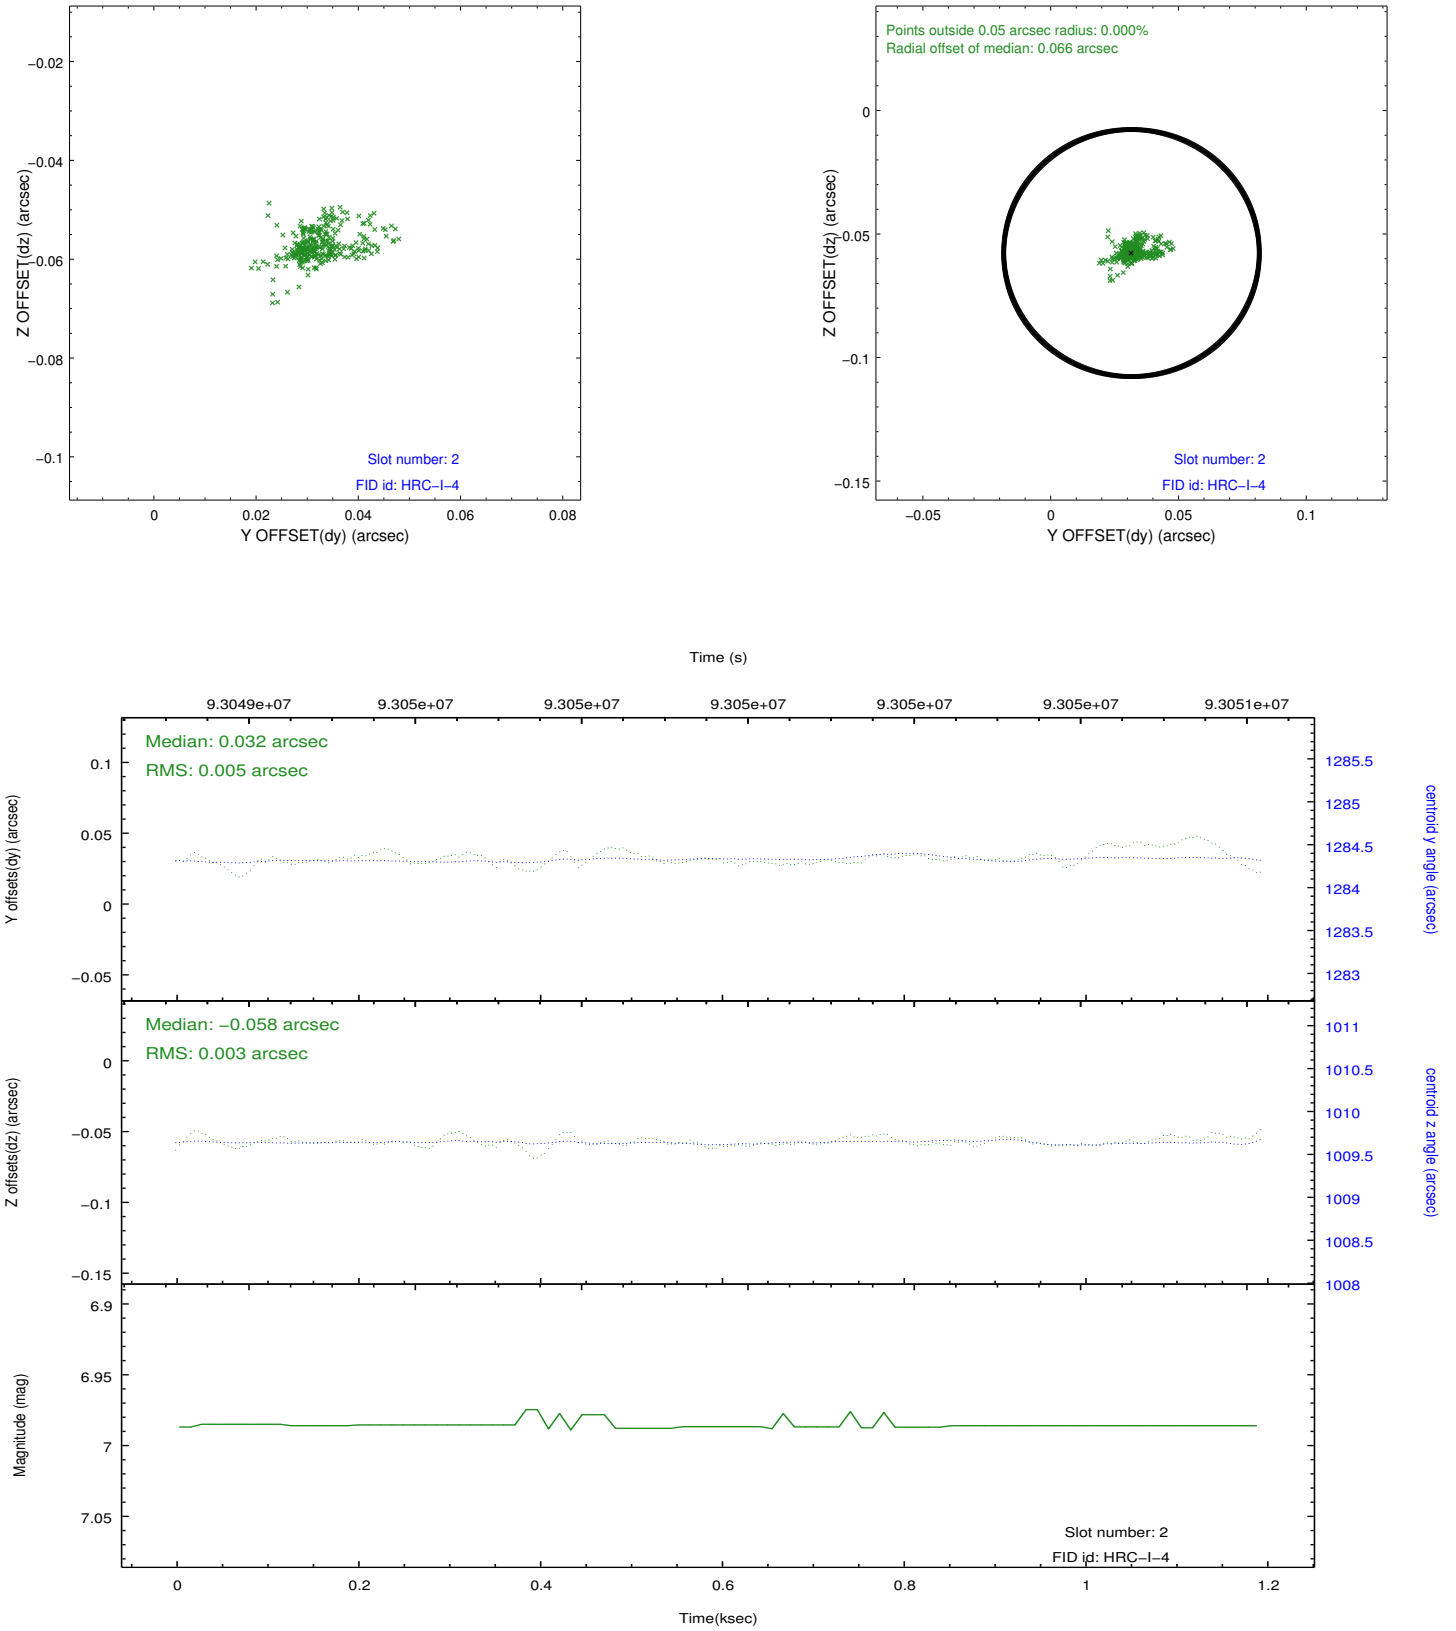 −0.02
−0.04
−0.06
−0.08
−0.1
Z OFFSET(dz) (arcsec)
Slot number: 2
FID id: HRC−I−4
0 0.02 0.04 0.06 0.08
Y OFFSET(dy) (arcsec)
Points outside 0.05 arcsec radius: 0.000%
Radial offset of median: 0.066 arcsec
0
−0.05
−0.1
−0.15
Z OFFSET(dz) (arcsec)
Slot number: 2
FID id: HRC−I−4
−0.05 0 0.05 0.1
Y OFFSET(dy) (arcsec)
Time (s)
9.3049e+07 9.305e+07 9.305e+07 9.305e+07 9.305e+07 9.305e+07 9.3051e+07
Median: 0.032 arcsec
RMS: 0.005 arcsec
0.1
0.05
0
−0.05
Y offsets(dy) (arcsec)
1285.5
1285
1284.5
1284
1283.5
1283
centroid y angle (arcsec)
Median: −0.058 arcsec
RMS: 0.003 arcsec
0
−0.05
−0.1
−0.15
Z offsets(dz) (arcsec)
1011
1010.5
1010
1009.5
1009
1008.5
1008
centroid z angle (arcsec)
6.9
6.95
7
7.05
Magnitude (mag)
Slot number: 2
FID id: HRC−I−4
0 0.2 0.4 0.6 0.8 1 1.2
Time(ksec)